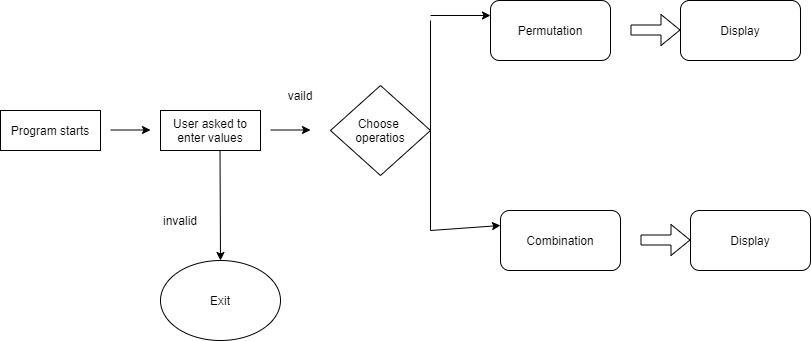 Permutation
Display
vaild
Program starts
User asked to
enter values
Choose
operatios
invalid
Combination
Display
Exit